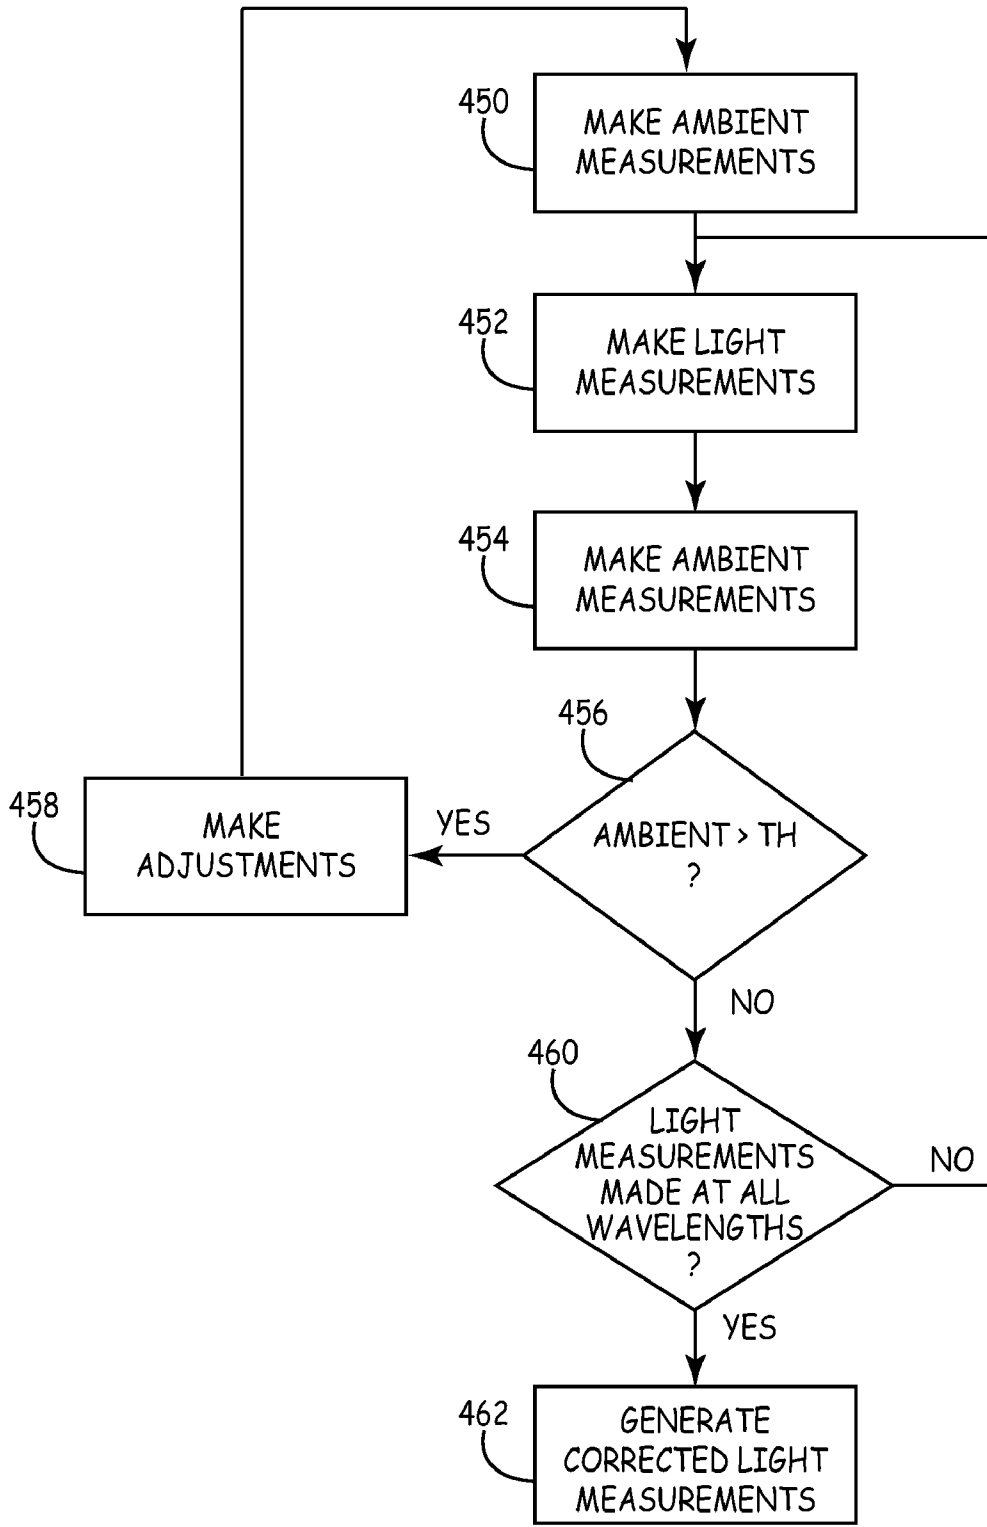 450
MAKE AMBIENT
MEASUREMENTS
452
MAKE LIGHT
MEASUREMENTS
454
MAKE AMBIENT
MEASUREMENTS
456
AMBIENT > TH
?
YES
458
MAKE
ADJUSTMENTS
NO
460
LIGHT
MEASUREMENTS
MADE AT ALL
WAVELENGTHS
?
NO
YES
462
GENERATE
CORRECTED LIGHT
MEASUREMENTS